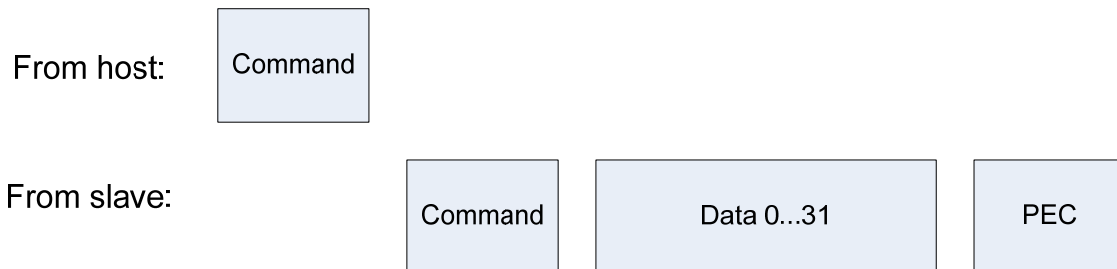 From host:
Command
From slave:
Command
Data 0...31
PEC